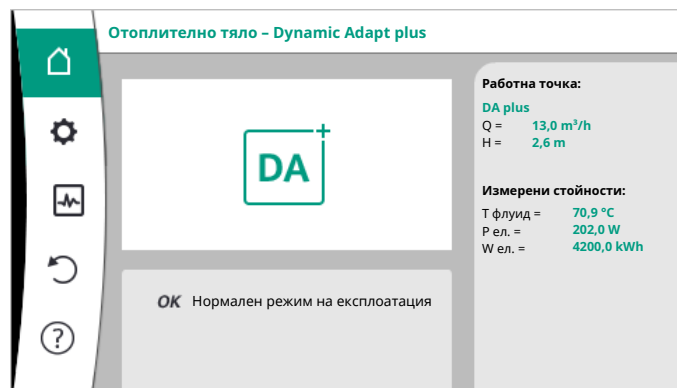 Отоплително тяло – Dynamic Adapt plus
DA+
OK Нормален режим на експлоатация
?
Работна точка:
DA plus
Q = 13,0 m³/h
H = 2,6 m
Измерени стойности:
T флуид = 70,9 °C
P ел. = 202,0 W
W ел. = 4200,0 kWh